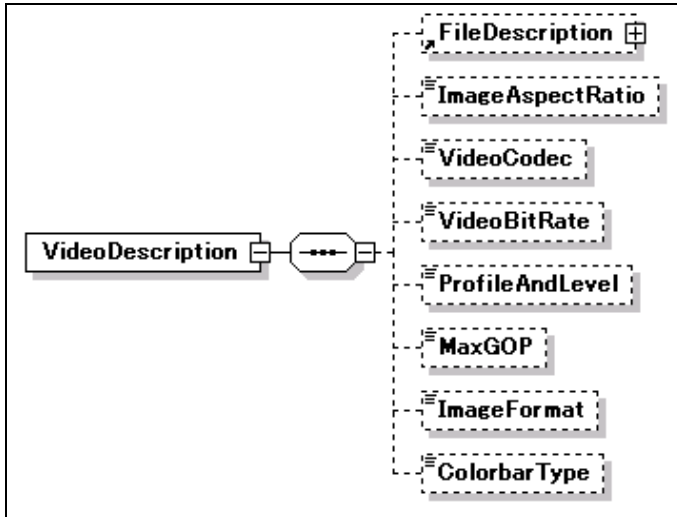 FileDescription
ImageAspectRatio
VideoCodec
VideoBitRate
VideoDescription
ProfileAndLevel
MaxGOP
ImageFormat
ColorbarType